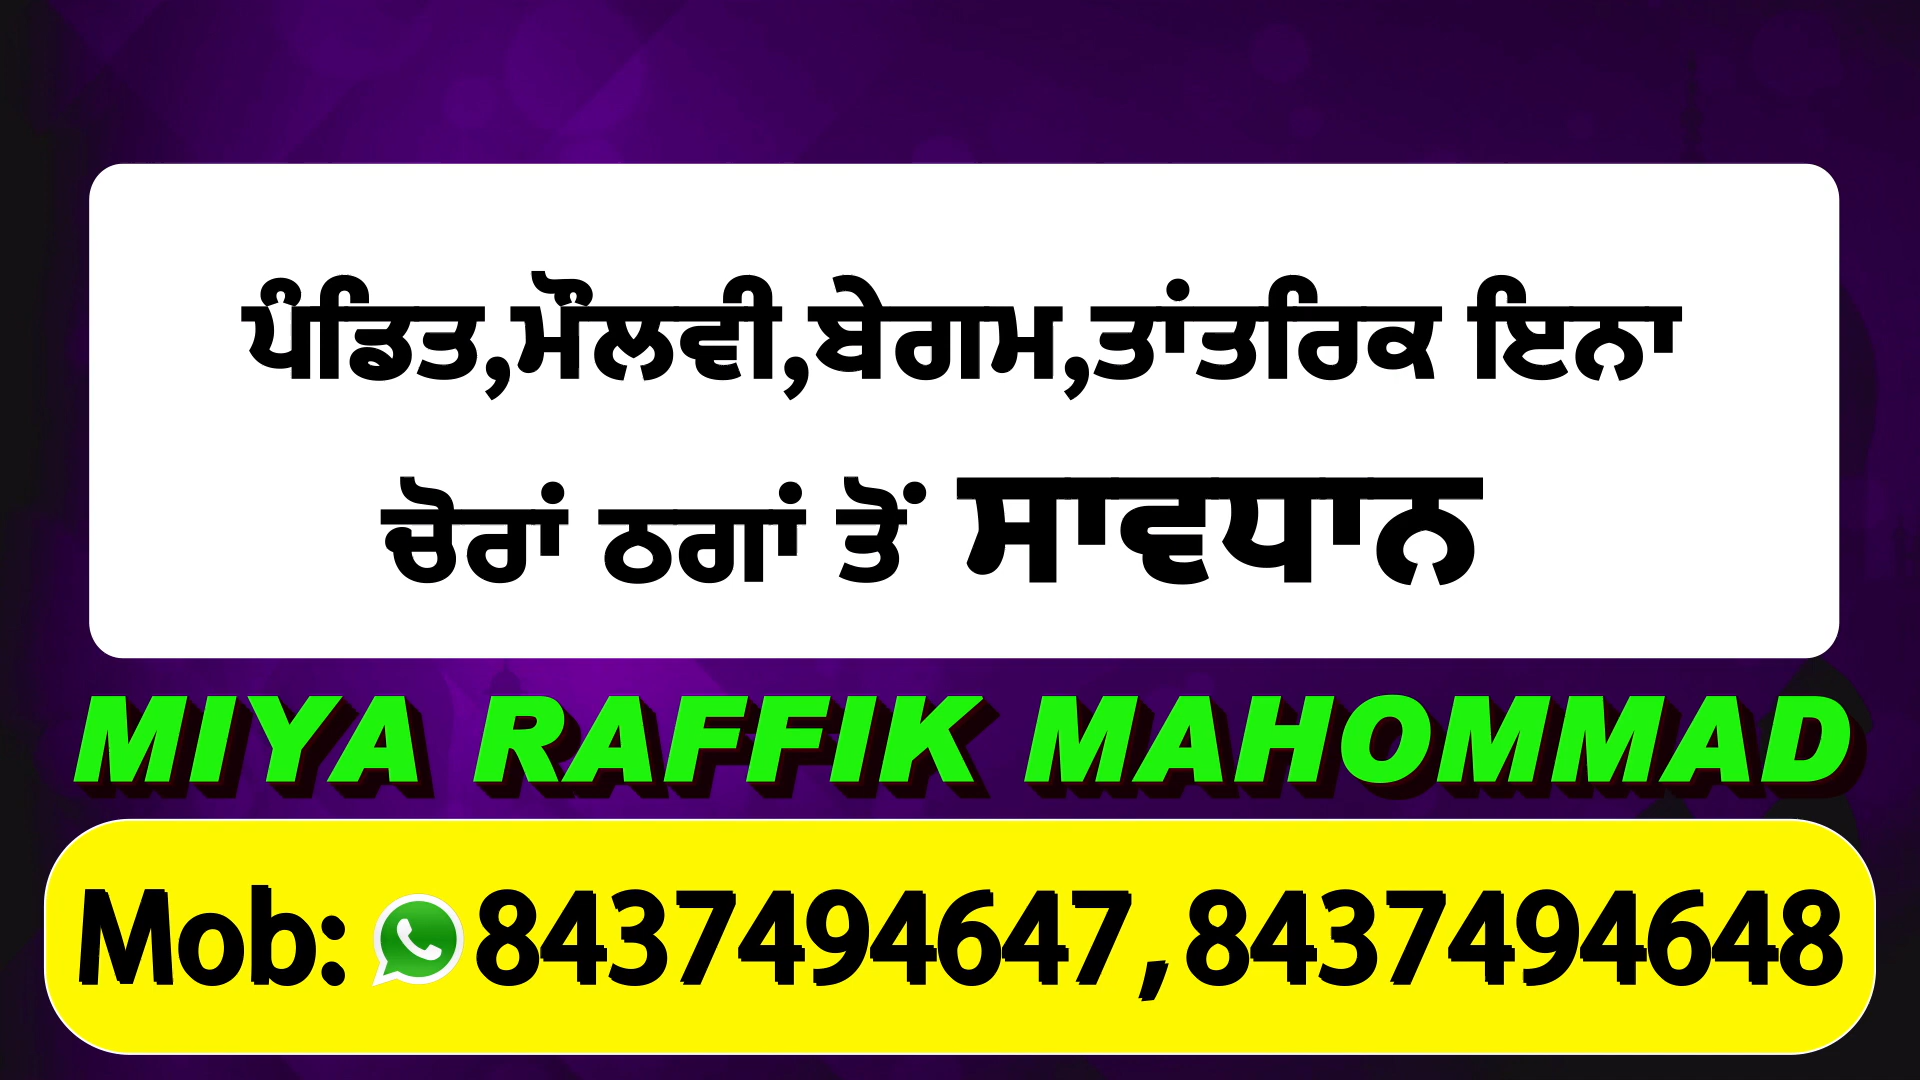 ਪੰਡਿਤ,ਮੌਲਵੀ,ਬੇਗਮ,ਤਾਂਤਰਿਕ ਇਨਾ
ਚੋਰਾਂ ਠਗਾਂ ਤੋਂ ਸਾਵਧਾਨ
MIYA RAFFIK MAHOMMAD
Mob: 8437494647,8437494648